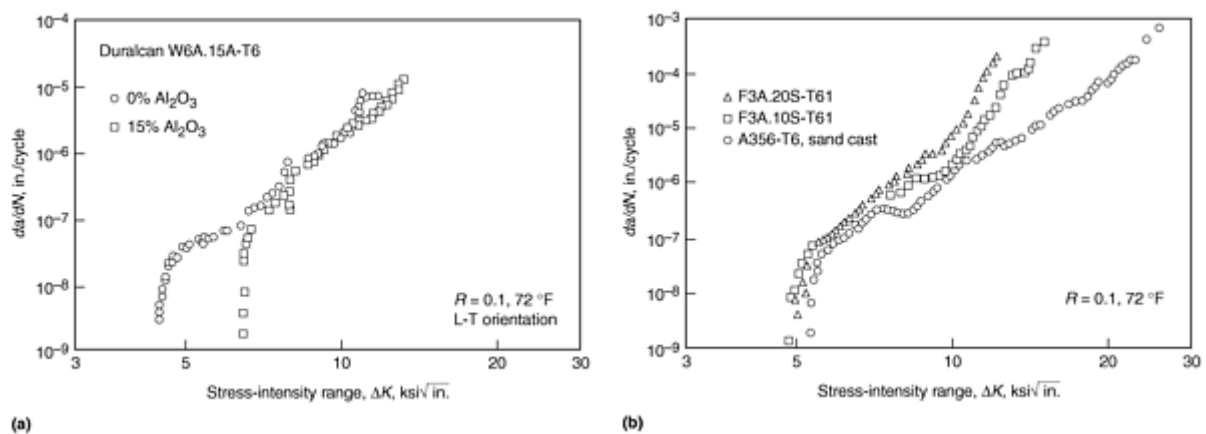 10⁻⁴
10⁻⁵
10⁻⁶
10⁻⁷
10⁻⁸
10⁻⁹
da/dN, in./cycle
Duralcan W6A.15A-T6
0% Al₂O₃
15% Al₂O₃
R = 0.1, 72 °F
L-T orientation
3 5 10 20 30
Stress-intensity range, ΔK, ksi√in.
(a)
10⁻³
10⁻⁴
10⁻⁵
10⁻⁶
10⁻⁷
10⁻⁸
10⁻⁹
da/dN, in./cycle
F3A.20S-T61
F3A.10S-T61
A356-T6, sand cast
R = 0.1, 72 °F
3 5 10 20 30
Stress-intensity range, ΔK, ksi√in.
(b)